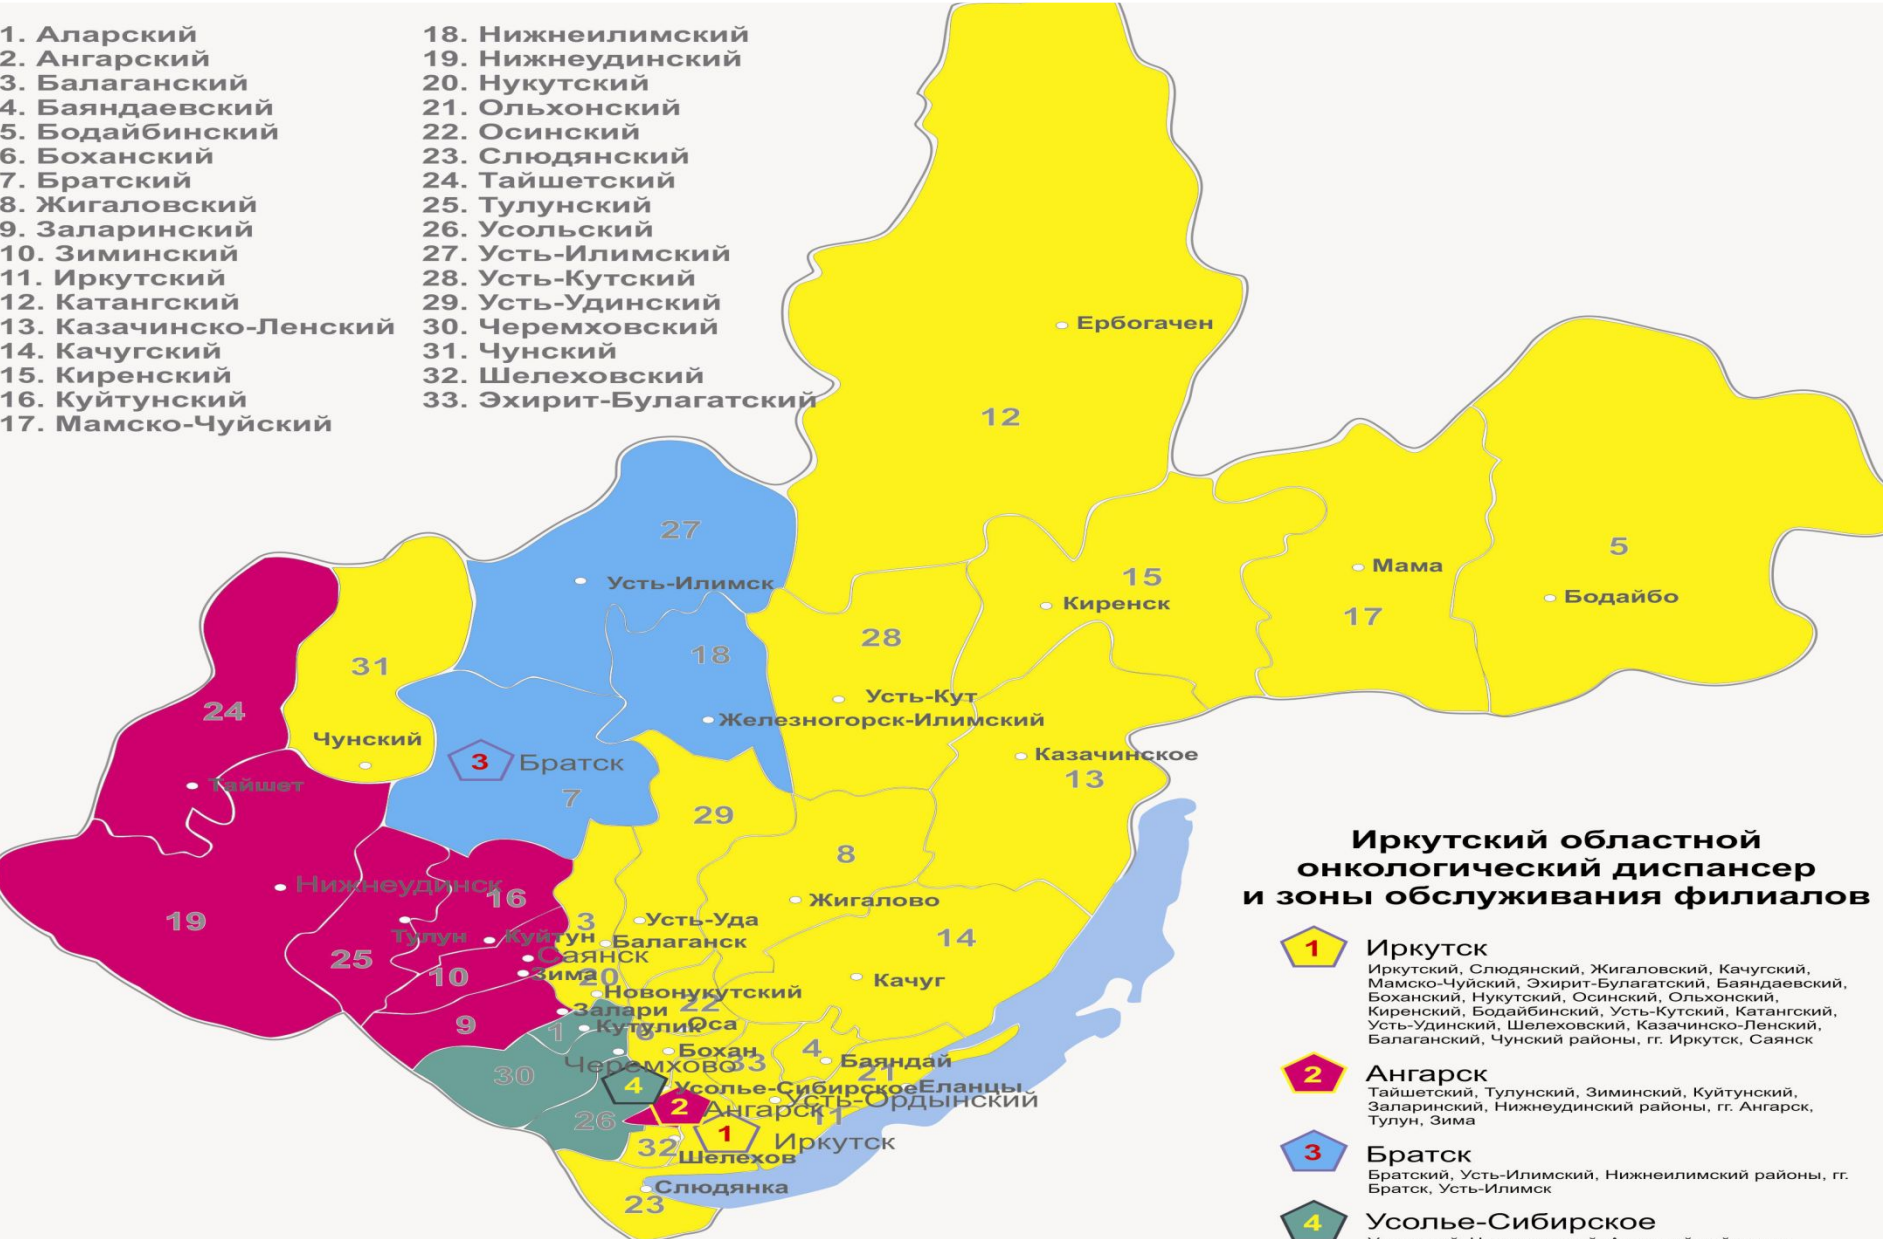 1. Аларский
2. Ангарский
3. Балаганский
4. Баяндаевский
5. Бодайбинский
6. Боханский
7. Братский
8. Жигаловский
9. Заларинский
10. Зиминский
11. Иркутский
12. Катангский
13. Казачинско-Ленский
14. Качугский
15. Киренский
16. Куйтунский
17. Мамско-Чуйский
18. Нижнеилимский
19. Нижнеудинский
20. Нукутский
21. Ольхонский
22. Осинский
23. Слюдянский
24. Тайшетский
25. Тулунский
26. Усольский
27. Усть-Илимский
28. Усть-Кутский
29. Усть-Удинский
30. Черемховский
31. Чунский
32. Шелеховский
33. Эхирит-Булагатский
Ербогачен
12
27
Усть-Илимск
15
Киренск
Мама
17
5
Бодайбо
28
18
31
Усть-Кут
24
Железногорск-Илимский
Чунский
Казачинское
13
3 Братск
7
Тайшет
29
8
Нижнеудинск
16
Жигалово
19
3
Усть-Уда
Тулун
Куйтун
Балаганск
14
25
Саянск
10
Зима
20
Качуг
Новонукутский
22
Залари
9
1
Кутулик
6
Оса
Бохан
4
Баяндай
Черемхово
33
30
21
4
Усолье-Сибирское
Еланцы
Усть-Ордынский
2
Ангарск
11
26
1
Иркутск
32
Шелехов
Слюдянка
23
Иркутский областной
онкологический диспансер
и зоны обслуживания филиалов
1 Иркутск
Иркутский, Слюдянский, Жигаловский, Качугский,
Мамско-Чуйский, Эхирит-Булагатский, Баяндаевский,
Боханский, Нукутский, Осинский, Ольхонский,
Киренский, Бодайбинский, Усть-Кутский, Катангский,
Усть-Удинский, Шелеховский, Казачинско-Ленский,
Балаганский, Чунский районы, гг. Иркутск, Саянск
2 Ангарск
Тайшетский, Тулунский, Зиминский, Куйтунский,
Заларинский, Нижнеудинский районы, гг. Ангарск,
Тулун, Зима
3 Братск
Братский, Усть-Илимский, Нижнеилимский районы, гг.
Братск, Усть-Илимск
4 Усолье-Сибирское